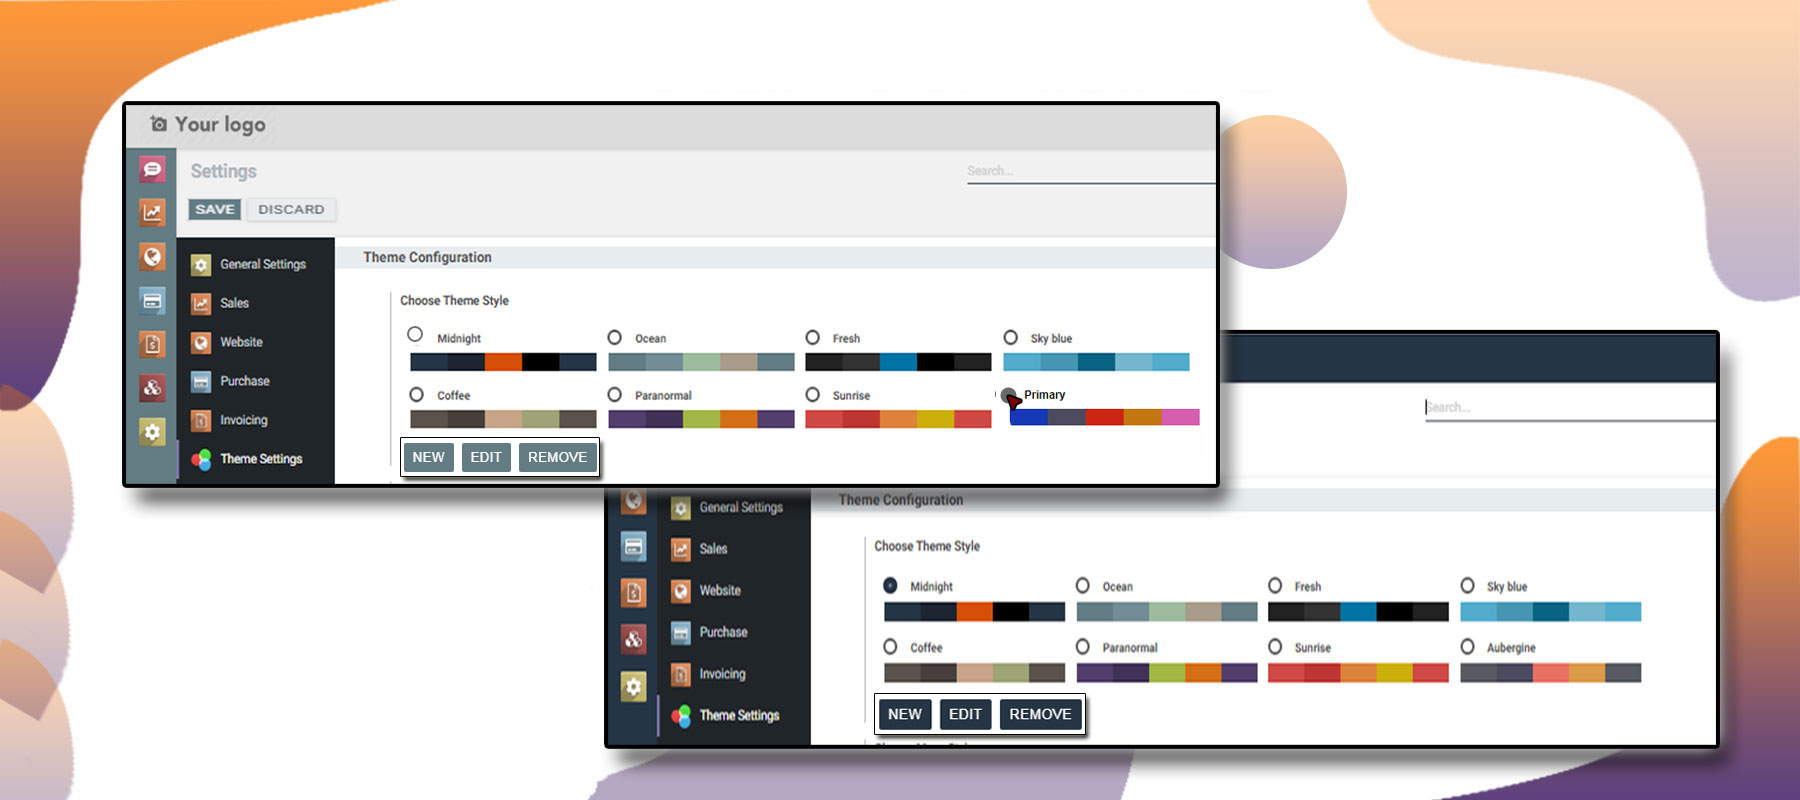 Your logo
Settings
Search...
SAVE
DISCARD
General Settings
Sales
Website
Purchase
Invoicing
Theme Settings
Theme Configuration
Choose Theme Style
Midnight
Ocean
Fresh
Sky blue
Coffee
Paranormal
Sunrise
Primary
NEW
EDIT
REMOVE
Search...
General Settings
Sales
Website
Purchase
Invoicing
Theme Settings
Theme Configuration
Choose Theme Style
Midnight
Ocean
Fresh
Sky blue
Coffee
Paranormal
Sunrise
Aubergine
NEW
EDIT
REMOVE